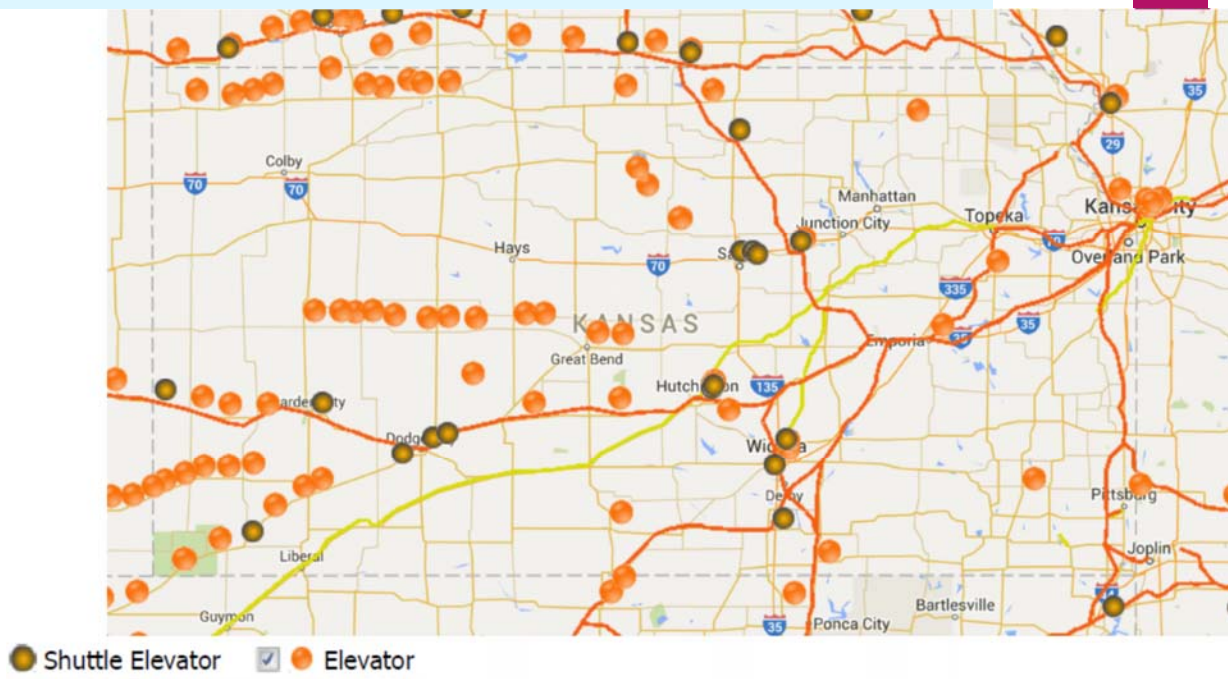 35
Colby
70
70
29
Manhattan
Topeka
Junction City
Hays
70
Overland Park
335
KANSAS
35
Emporia
Great Bend
135
Wichita
Derby
Pittsburg
Liberal
Joplin
Guymon
Bartlesville
35
Ponca City
Shuttle Elevator
Elevator